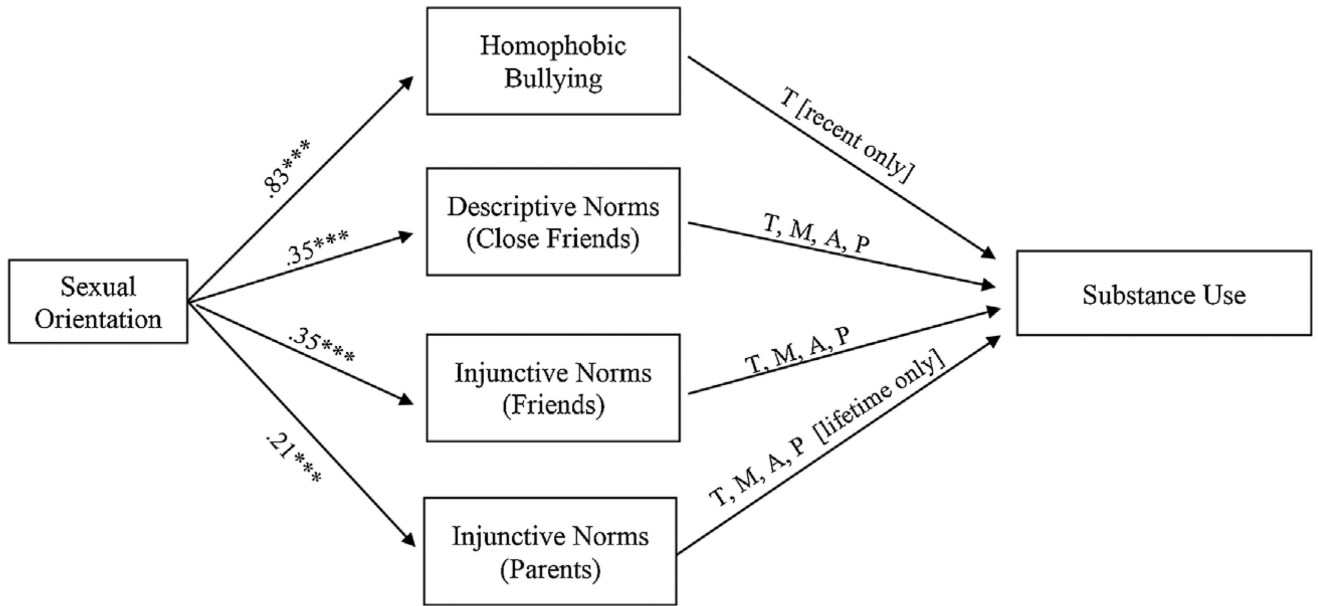 Homophobic
Bullying
T [recent only]
.83***
Descriptive Norms
(Close Friends)
T, M, A, P
.35***
Sexual
Orientation
Substance Use
.35***
Injunctive Norms
(Friends)
T, M, A, P
.21***
T, M, A, P [lifetime only]
Injunctive Norms
(Parents)